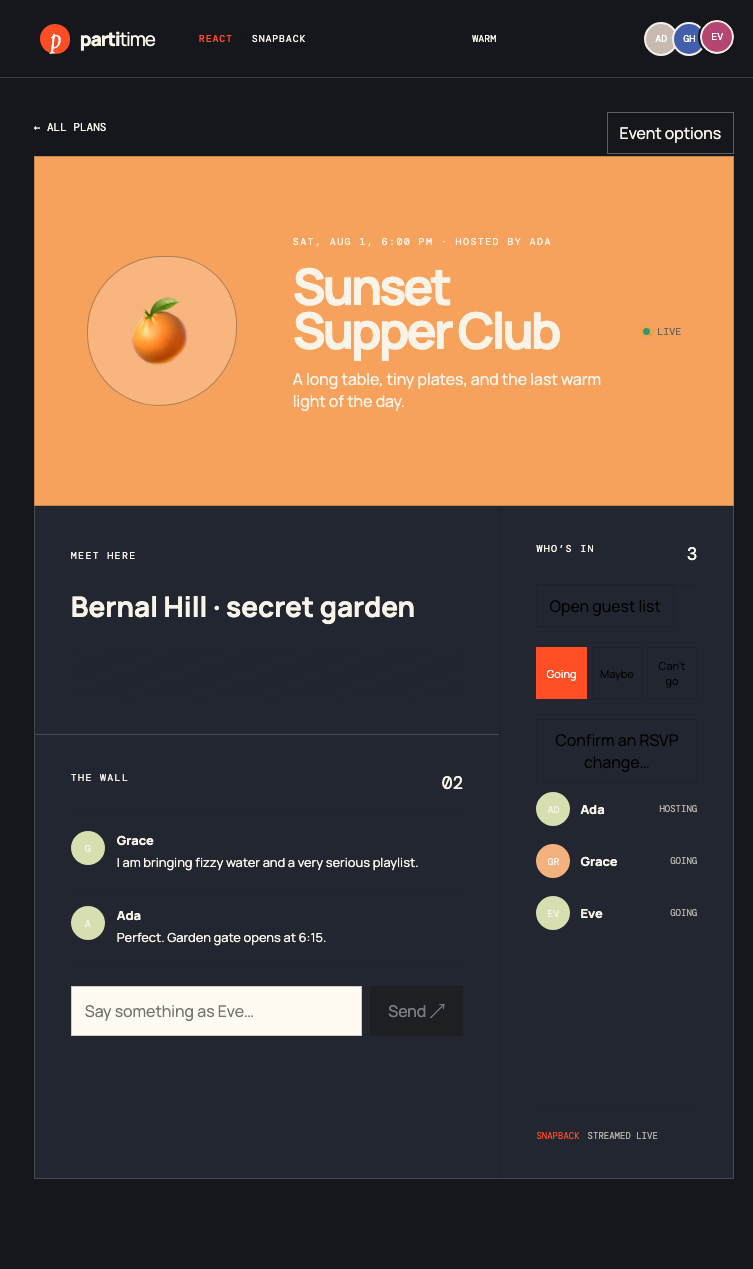 p partitime
REACT SNAPBACK
WARM
AD GH EV
← ALL PLANS
Event options
SAT, AUG 1, 6:00 PM · HOSTED BY ADA
Sunset
Supper Club
LIVE
A long table, tiny plates, and the last warm
light of the day.
MEET HERE
Bernal Hill · secret garden
WHO'S IN
3
Open guest list
Going
Maybe
Can't
go
Confirm an RSVP
change…
AD Ada HOSTING
GR Grace GOING
EV Eve GOING
SNAPBACK STREAMED LIVE
THE WALL
02
G Grace
I am bringing fizzy water and a very serious playlist.
A Ada
Perfect. Garden gate opens at 6:15.
Say something as Eve…
Send ↗